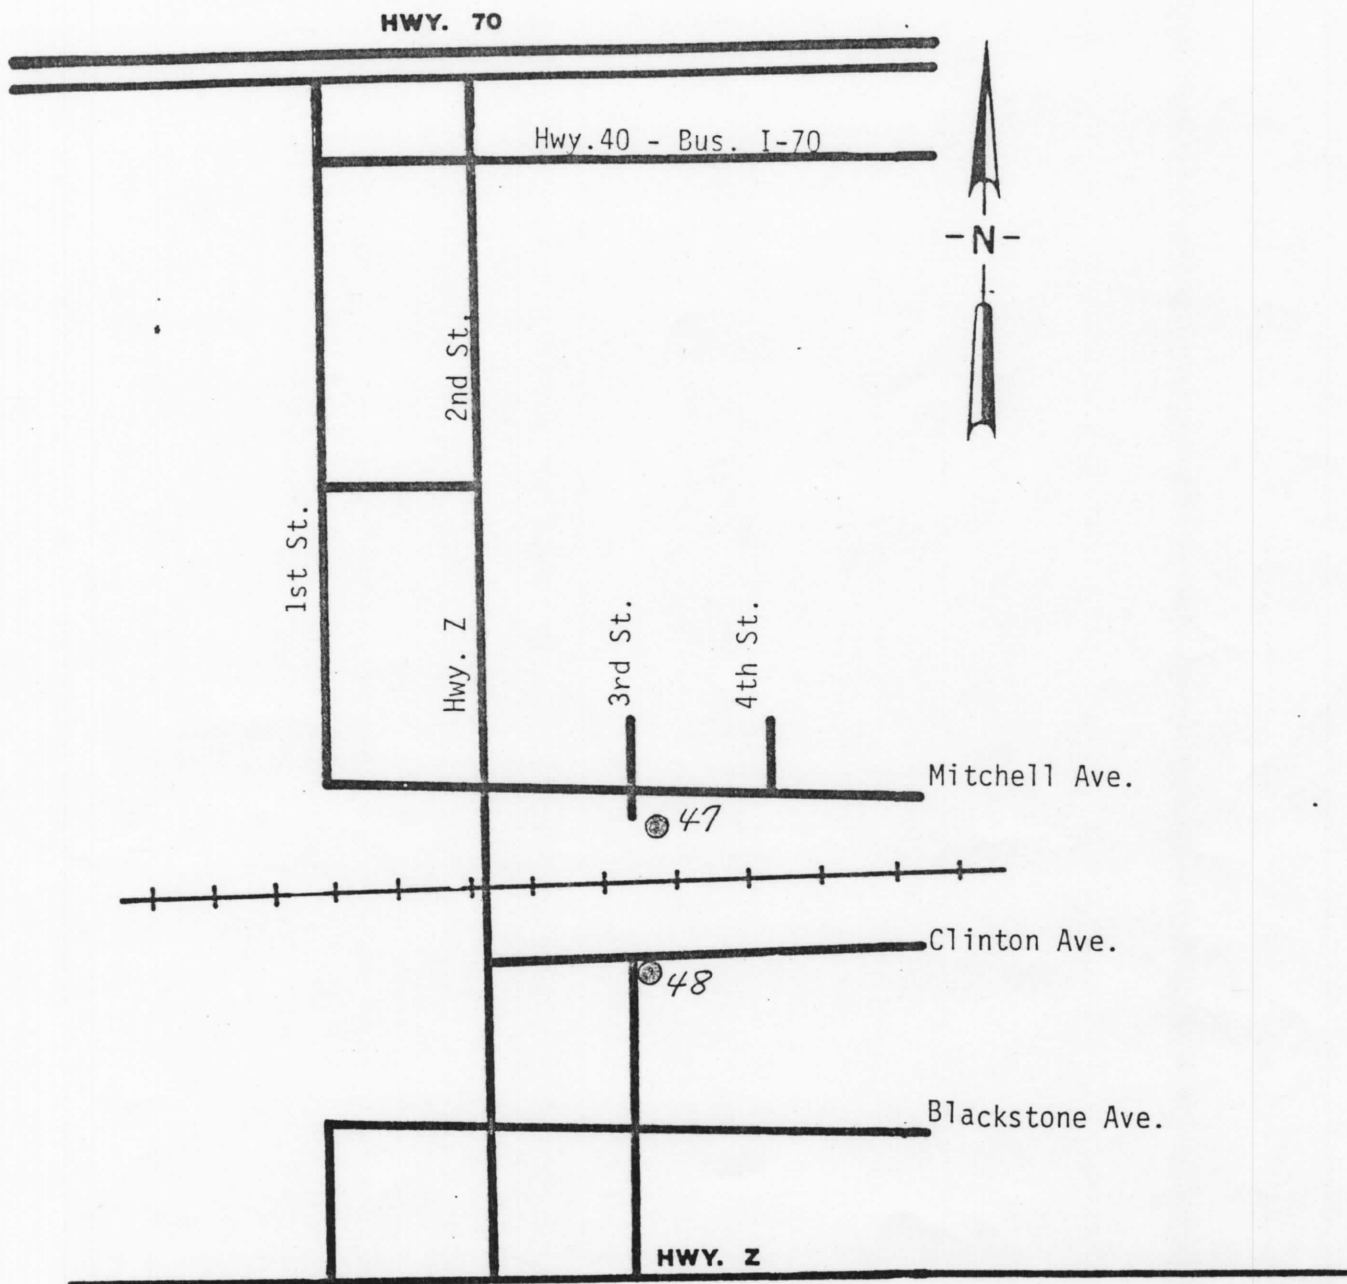 HWY. 70
Hwy.40 - Bus. I-70
-N-
2nd St.
1st St.
Hwy. Z
3rd St.
4th St.
Mitchell Ave.
47
Clinton Ave.
48
Blackstone Ave.
HWY. Z